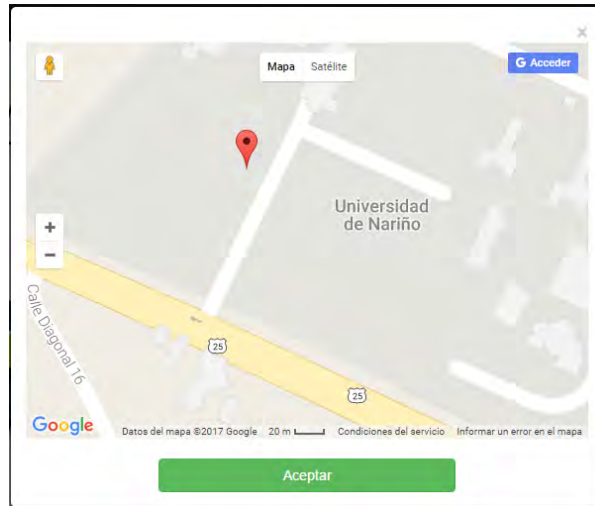 ×
Mapa Satélite
G Acceder
Universidad
de Nariño
+
−
Calle Diagonal 16
25
25
Google
Datos del mapa ©2017 Google 20 m Condiciones del servicio Informar un error en el mapa
Aceptar